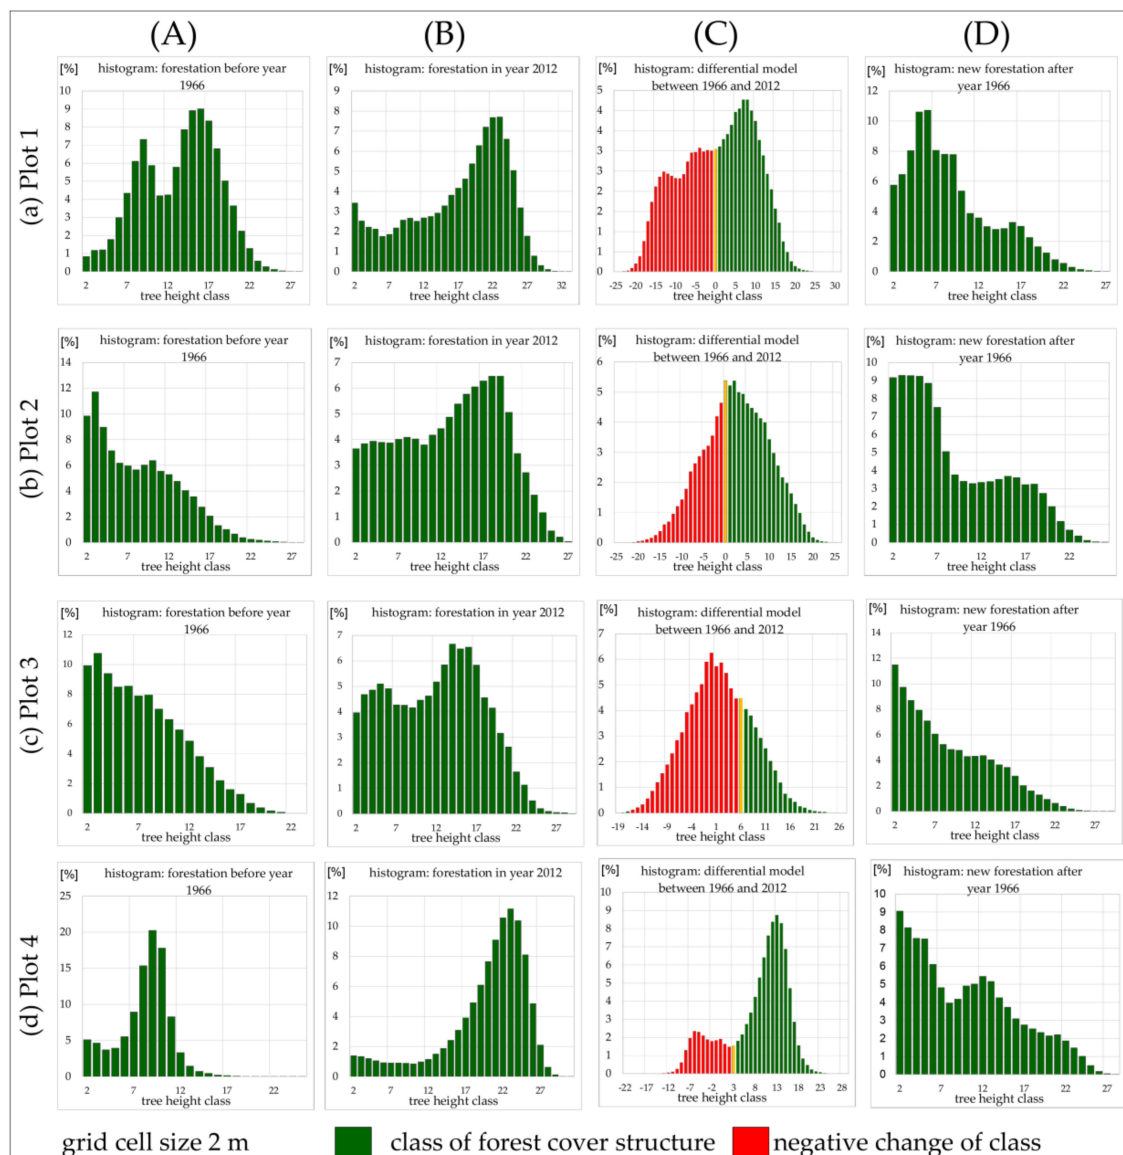 (A) (B) (C) (D)
(a) Plot 1
[%] histogram: forestation before year
1966
10
9
8
7
6
5
4
3
2
1
0
2 7 12 17 22 27
tree height class
[%] histogram: forestation in year 2012
9
8
7
6
5
4
3
2
1
0
2 7 12 17 22 27 32
tree height class
[%] histogram: differential model
between 1966 and 2012
5
4
4
3
3
2
2
1
1
0
-25 -20 -15 -10 -5 0 5 10 15 20 25 30
tree height class
[%] histogram: new forestation after
year 1966
12
10
8
6
4
2
0
2 7 12 17 22 27
tree height class
(b) Plot 2
[%] histogram: forestation before year
1966
14
12
10
8
6
4
2
0
2 7 12 17 22 27
tree height class
[%] histogram: forestation in year 2012
7
6
5
4
3
2
1
0
2 7 12 17 22 27
tree height class
[%] histogram: differential model
between 1966 and 2012
6
5
4
3
2
1
0
-25 -20 -15 -10 -5 0 5 10 15 20 25
tree height class
[%] histogram: new forestation after
year 1966
10
9
8
7
6
5
4
3
2
1
0
2 7 12 17 22
tree height class
(c) Plot 3
[%] histogram: forestation before year
1966
12
10
8
6
4
2
0
2 7 12 17 22
tree height class
[%] histogram: forestation in year 2012
7
6
5
4
3
2
1
0
2 7 12 17 22 27
tree height class
[%] histogram: differential model
between 1966 and 2012
7
6
5
4
3
2
1
0
-19 -14 -9 -4 1 6 11 16 21 26
tree height class
[%] histogram: new forestation after
year 1966
14
12
10
8
6
4
2
0
2 7 12 17 22 27
tree height class
(d) Plot 4
[%] histogram: forestation before year
1966
25
20
15
10
5
0
2 7 12 17 22
tree height class
[%] histogram: forestation in year 2012
12
10
8
6
4
2
0
2 7 12 17 22 27
tree height class
[%] histogram: differential model
between 1966 and 2012
10
9
8
7
6
5
4
3
2
1
0
-22 -17 -12 -7 -2 3 8 13 18 23 28
tree height class
[%] histogram: new forestation after
year 1966
10
9
8
7
6
5
4
3
2
1
0
2 7 12 17 22 27
tree height class
grid cell size 2 m class of forest cover structure negative change of class